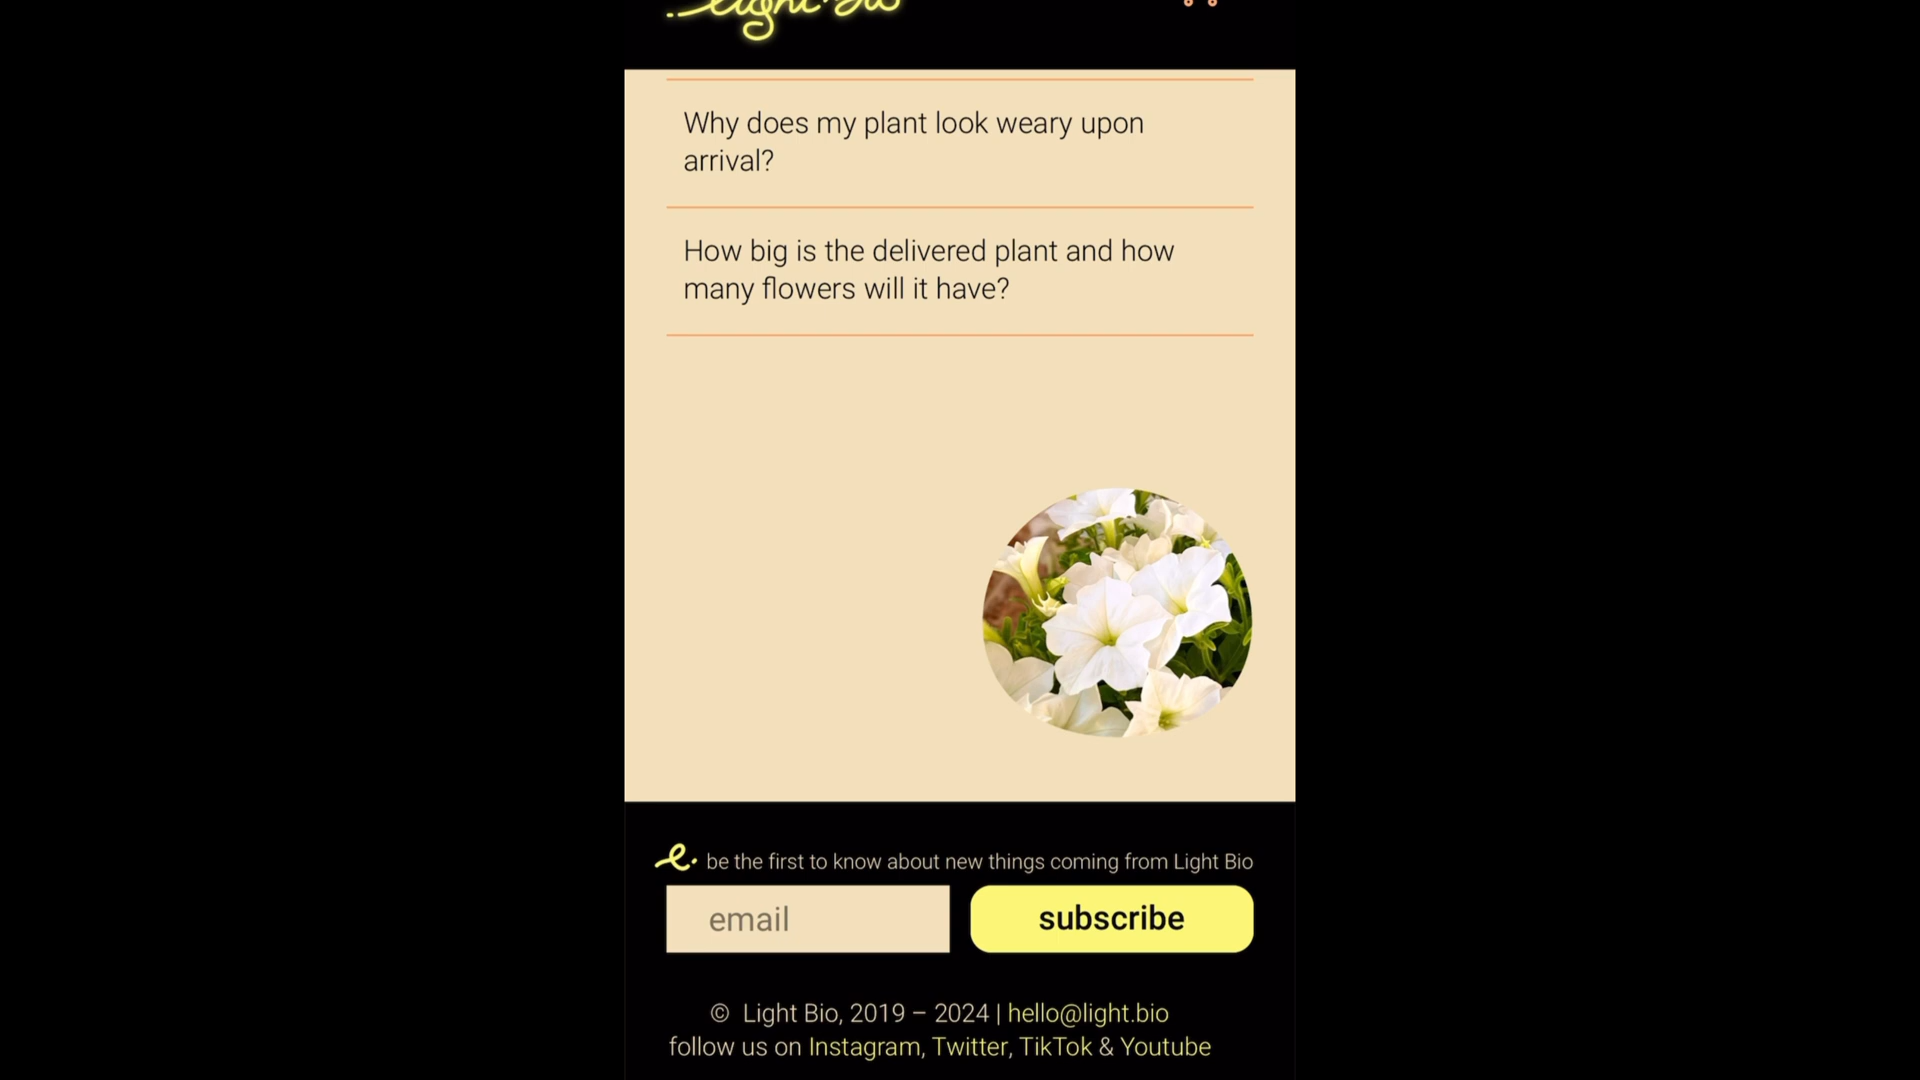 Light Bio
Why does my plant look weary upon
arrival?
How big is the delivered plant and how
many flowers will it have?
be the first to know about new things coming from Light Bio
email
subscribe
© Light Bio, 2019 – 2024 | hello@light.bio
follow us on Instagram, Twitter, TikTok & Youtube